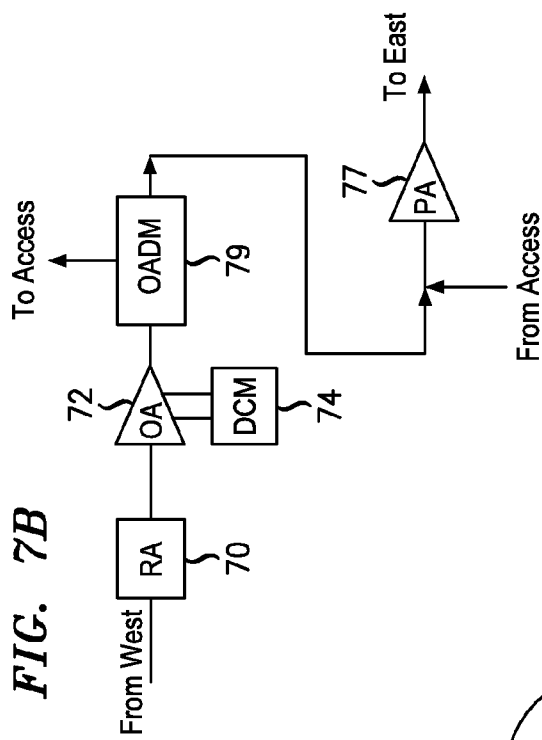 FIG. 7B
From West
RA
70
OA
72
DCM
74
To Access
OADM
79
From Access
PA
77
To East